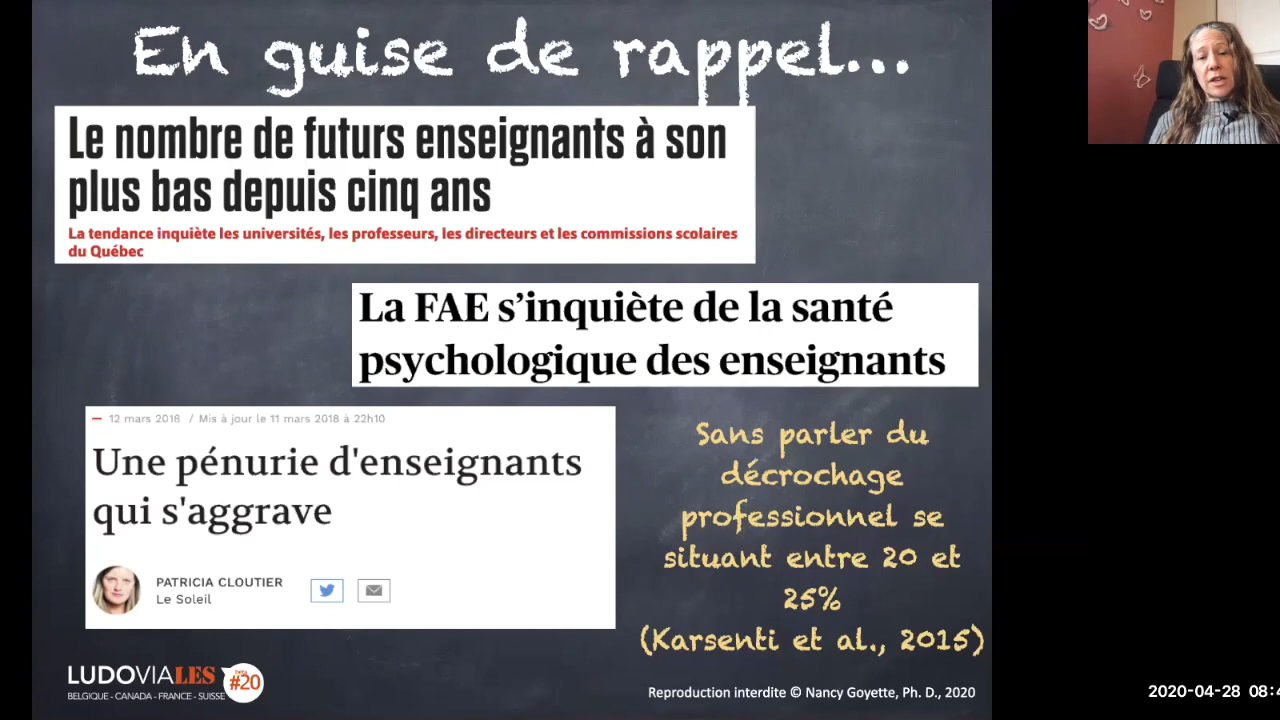 En guise de rappel...
Le nombre de futurs enseignants à son
plus bas depuis cinq ans
La tendance inquiète les universités, les professeurs, les directeurs et les commissions scolaires
du Québec
La FAE s'inquiète de la santé
psychologique des enseignants
12 mars 2018 / Mis à jour le 11 mars 2018 à 22h10
Une pénurie d'enseignants
qui s'aggrave
PATRICIA CLOUTIER
Le Soleil
Sans parler du
décrochage
professionnel se
situant entre 20 et
25%
(Karsenti et al., 2015)
LUDOVIALES
#20
BELGIQUE - CANADA - FRANCE - SUISSE
Reproduction interdite © Nancy Goyette, Ph. D., 2020
2020-04-28 08:4